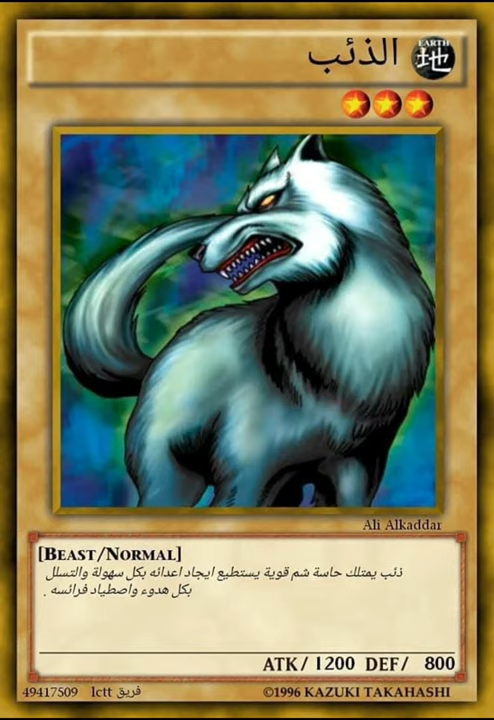 الذئب
EARTH
地
Ali Alkaddar
[BEAST/NORMAL]
ذئب يمتلك حاسة شم قوية يستطيع ايجاد اعدائه بكل سهولة والتسلل
بكل هدوء واصطياد فرائسه .
ATK/ 1200 DEF/ 800
49417509 lctt فريق ©1996 KAZUKI TAKAHASHI